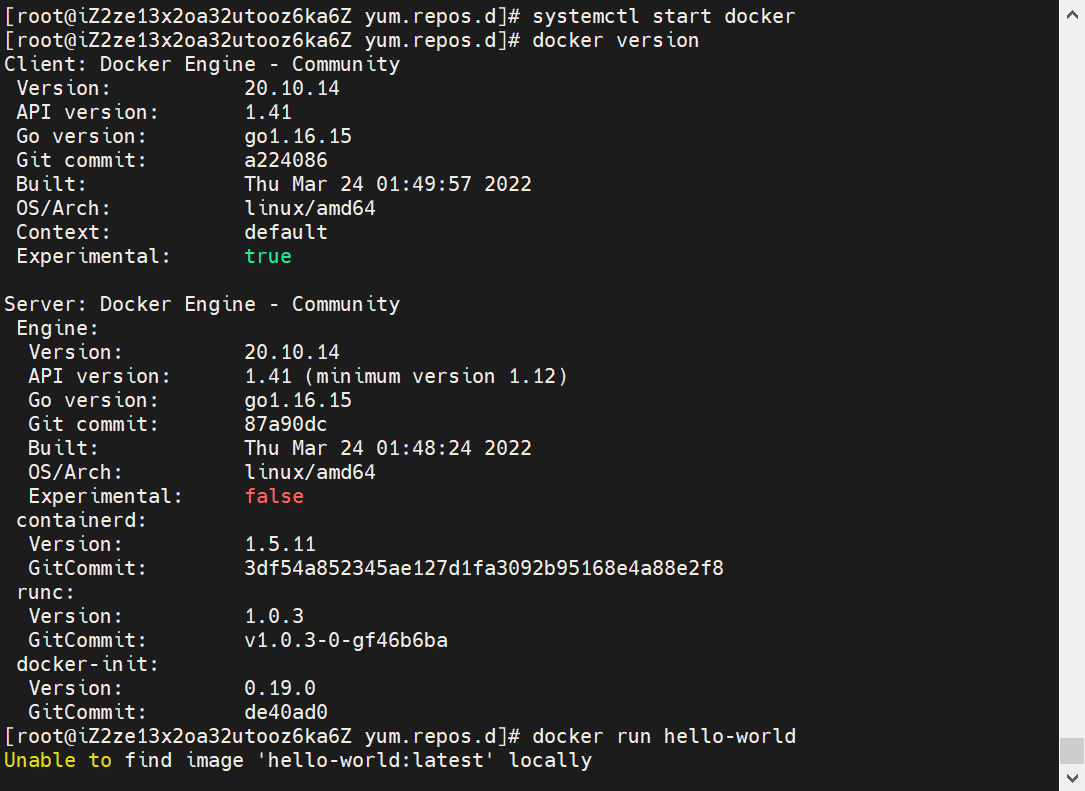 [root@iZ2ze13x2oa32utooz6ka6Z yum.repos.d]# systemctl start docker
[root@iZ2ze13x2oa32utooz6ka6Z yum.repos.d]# docker version
Client: Docker Engine - Community
 Version:           20.10.14
 API version:       1.41
 Go version:        go1.16.15
 Git commit:        a224086
 Built:             Thu Mar 24 01:49:57 2022
 OS/Arch:           linux/amd64
 Context:           default
 Experimental:      true

Server: Docker Engine - Community
 Engine:
  Version:          20.10.14
  API version:      1.41 (minimum version 1.12)
  Go version:       go1.16.15
  Git commit:       87a90dc
  Built:            Thu Mar 24 01:48:24 2022
  OS/Arch:          linux/amd64
  Experimental:     false
 containerd:
  Version:          1.5.11
  GitCommit:        3df54a852345ae127d1fa3092b95168e4a88e2f8
 runc:
  Version:          1.0.3
  GitCommit:        v1.0.3-0-gf46b6ba
 docker-init:
  Version:          0.19.0
  GitCommit:        de40ad0
[root@iZ2ze13x2oa32utooz6ka6Z yum.repos.d]# docker run hello-world
Unable to find image 'hello-world:latest' locally